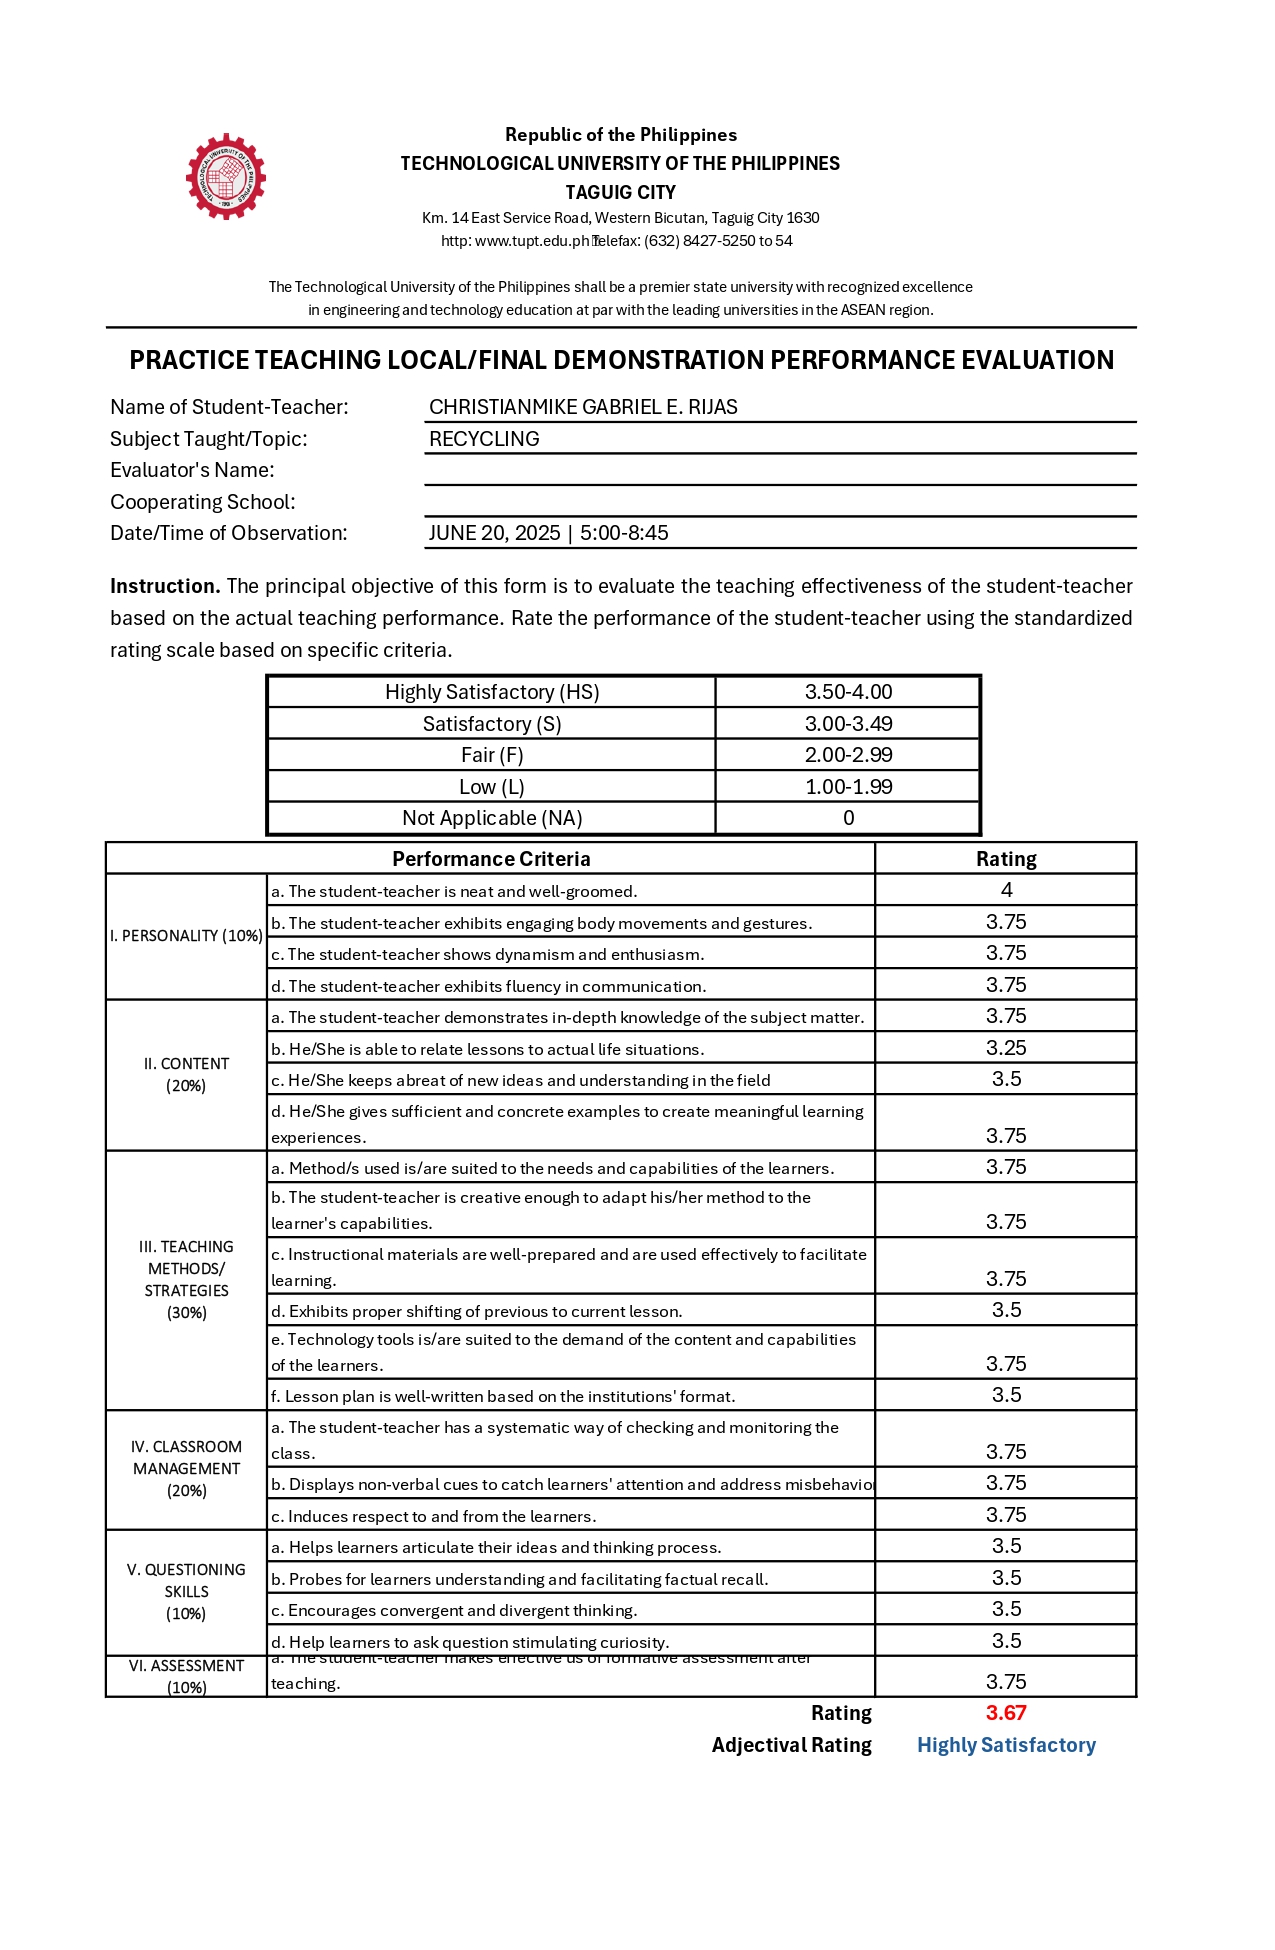 Republic of the Philippines
TECHNOLOGICAL UNIVERSITY OF THE PHILIPPINES
TAGUIG CITY
Km. 14 East Service Road, Western Bicutan, Taguig City 1630
http: www.tupt.edu.ph Telefax: (632) 8427-5250 to 54
TECHNOLOGICAL UNIVERSITY OF THE PHILIPPINES
The Technological University of the Philippines shall be a premier state university with recognized excellence
in engineering and technology education at par with the leading universities in the ASEAN region.
PRACTICE TEACHING LOCAL/FINAL DEMONSTRATION PERFORMANCE EVALUATION
Name of Student-Teacher: CHRISTIANMIKE GABRIEL E. RIJAS
Subject Taught/Topic: RECYCLING
Evaluator's Name:
Cooperating School:
Date/Time of Observation: JUNE 20, 2025 | 5:00-8:45
Instruction. The principal objective of this form is to evaluate the teaching effectiveness of the student-teacher
based on the actual teaching performance. Rate the performance of the student-teacher using the standardized
rating scale based on specific criteria.
Highly Satisfactory (HS) 3.50-4.00
Satisfactory (S) 3.00-3.49
Fair (F) 2.00-2.99
Low (L) 1.00-1.99
Not Applicable (NA) 0
Performance Criteria Rating
I. PERSONALITY (10%)
a. The student-teacher is neat and well-groomed. 4
b. The student-teacher exhibits engaging body movements and gestures. 3.75
c. The student-teacher shows dynamism and enthusiasm. 3.75
d. The student-teacher exhibits fluency in communication. 3.75
II. CONTENT
(20%)
a. The student-teacher demonstrates in-depth knowledge of the subject matter. 3.75
b. He/She is able to relate lessons to actual life situations. 3.25
c. He/She keeps abreat of new ideas and understanding in the field 3.5
d. He/She gives sufficient and concrete examples to create meaningful learning
experiences. 3.75
III. TEACHING
METHODS/
STRATEGIES
(30%)
a. Method/s used is/are suited to the needs and capabilities of the learners. 3.75
b. The student-teacher is creative enough to adapt his/her method to the
learner's capabilities. 3.75
c. Instructional materials are well-prepared and are used effectively to facilitate
learning. 3.75
d. Exhibits proper shifting of previous to current lesson. 3.5
e. Technology tools is/are suited to the demand of the content and capabilities
of the learners. 3.75
f. Lesson plan is well-written based on the institutions' format. 3.5
IV. CLASSROOM
MANAGEMENT
(20%)
a. The student-teacher has a systematic way of checking and monitoring the
class. 3.75
b. Displays non-verbal cues to catch learners' attention and address misbehavior 3.75
c. Induces respect to and from the learners. 3.75
V. QUESTIONING
SKILLS
(10%)
a. Helps learners articulate their ideas and thinking process. 3.5
b. Probes for learners understanding and facilitating factual recall. 3.5
c. Encourages convergent and divergent thinking. 3.5
d. Help learners to ask question stimulating curiosity. 3.5
VI. ASSESSMENT
(10%)
a. The student-teacher makes effective us of formative assessment after
teaching. 3.75
Rating 3.67
Adjectival Rating Highly Satisfactory